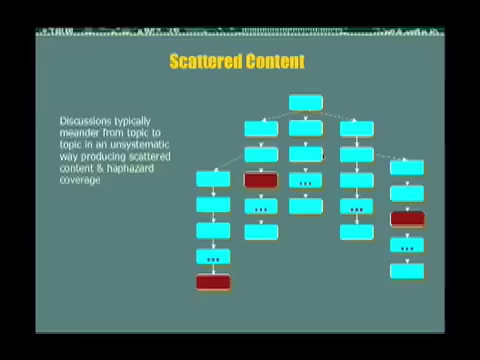 Scattered Content
Discussions typically
meander from topic to
topic in an unsystematic
way producing scattered
content & haphazard
coverage
...
...
...
...
...